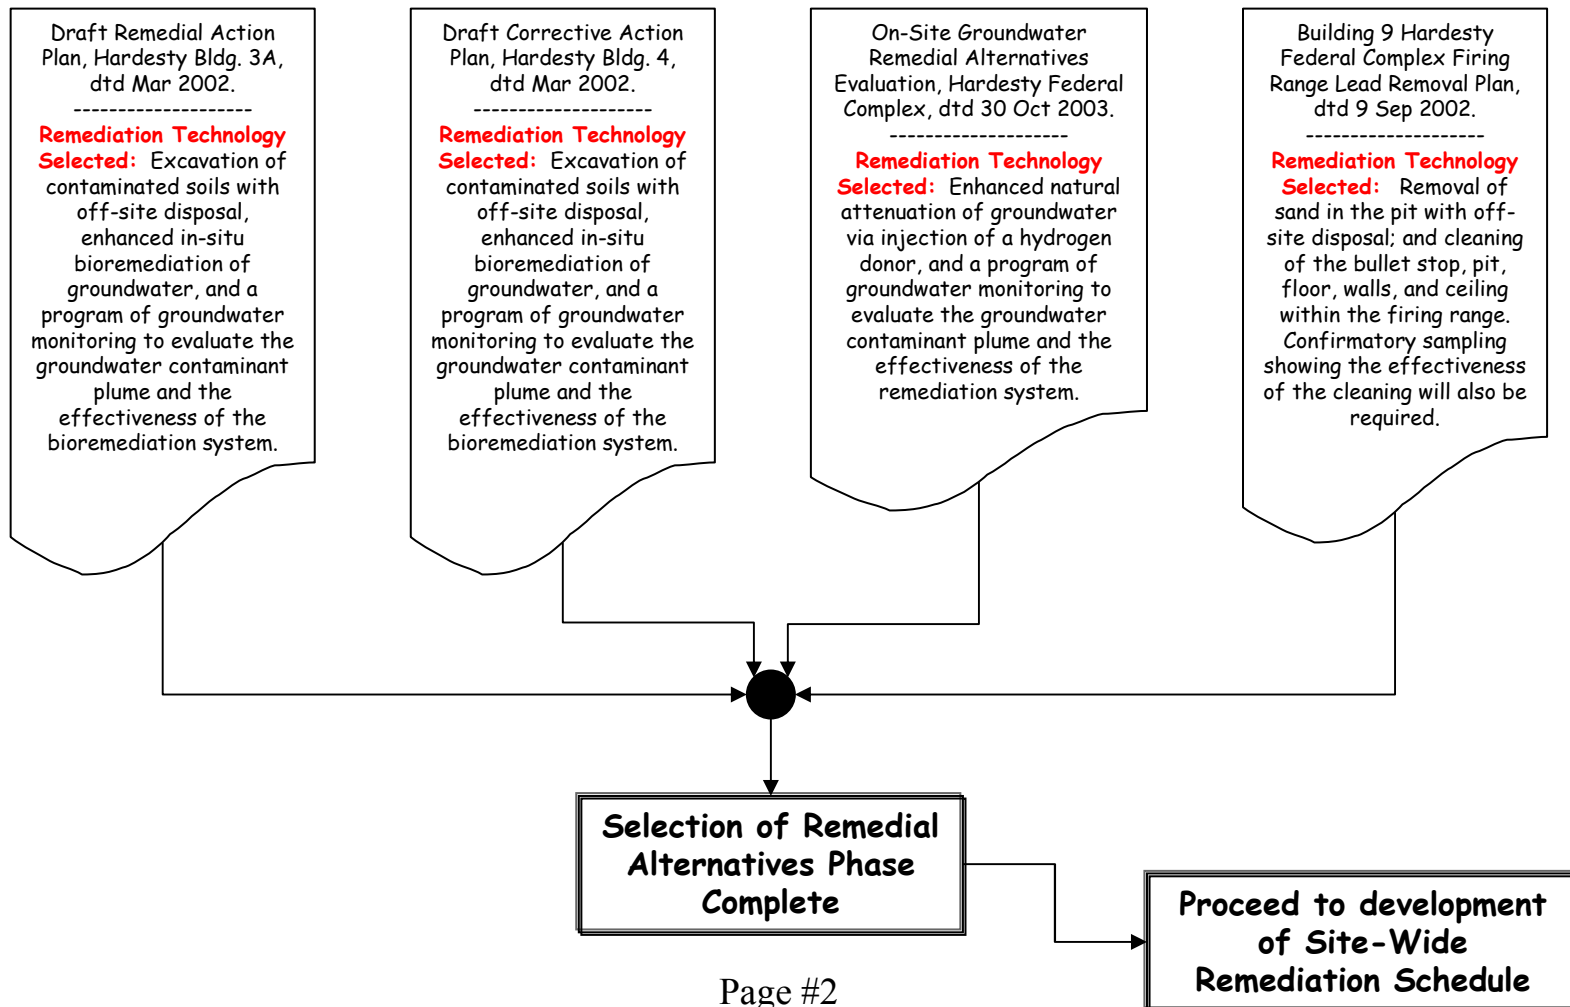 Draft Remedial Action
Plan, Hardesty Bldg. 3A,
dtd Mar 2002.
--------------------
Remediation Technology
Selected: Excavation of
contaminated soils with
off-site disposal,
enhanced in-situ
bioremediation of
groundwater, and a
program of groundwater
monitoring to evaluate the
groundwater contaminant
plume and the
effectiveness of the
bioremediation system.
Draft Corrective Action
Plan, Hardesty Bldg. 4,
dtd Mar 2002.
--------------------
Remediation Technology
Selected: Excavation of
contaminated soils with
off-site disposal,
enhanced in-situ
bioremediation of
groundwater, and a
program of groundwater
monitoring to evaluate the
groundwater contaminant
plume and the
effectiveness of the
bioremediation system.
On-Site Groundwater
Remedial Alternatives
Evaluation, Hardesty Federal
Complex, dtd 30 Oct 2003.
--------------------
Remediation Technology
Selected: Enhanced natural
attenuation of groundwater
via injection of a hydrogen
donor, and a program of
groundwater monitoring to
evaluate the groundwater
contaminant plume and the
effectiveness of the
remediation system.
Building 9 Hardesty
Federal Complex Firing
Range Lead Removal Plan,
dtd 9 Sep 2002.
--------------------
Remediation Technology
Selected: Removal of
sand in the pit with off-
site disposal; and cleaning
of the bullet stop, pit,
floor, walls, and ceiling
within the firing range.
Confirmatory sampling
showing the effectiveness
of the cleaning will also be
required.
Selection of Remedial
Alternatives Phase
Complete
Proceed to development
of Site-Wide
Remediation Schedule
Page #2